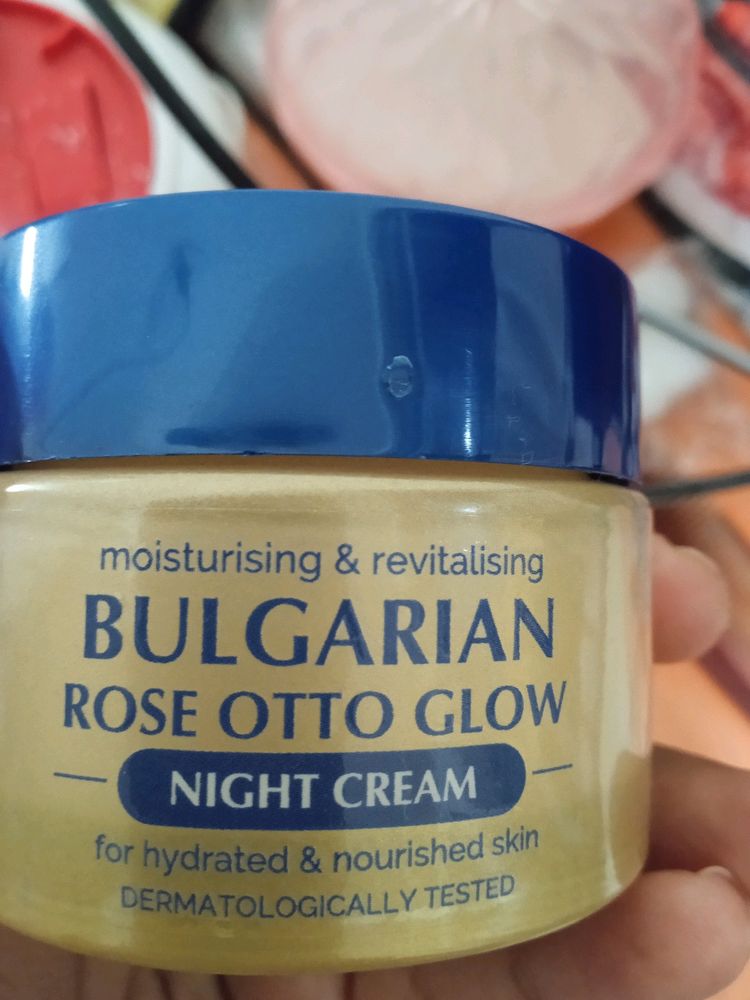 moisturising & revitalising
BULGARIAN
ROSE OTTO GLOW
NIGHT CREAM
for hydrated & nourished skin
DERMATOLOGICALLY TESTED